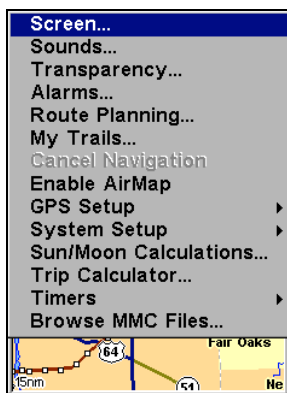 Screen...
Sounds...
Transparency...
Alarms...
Route Planning...
My Trails...
Cancel Navigation
Enable AirMap
GPS Setup
System Setup
Sun/Moon Calculations...
Trip Calculator...
Timers
Browse MMC Files...
Fair Oaks
64
15nm
51
Ne